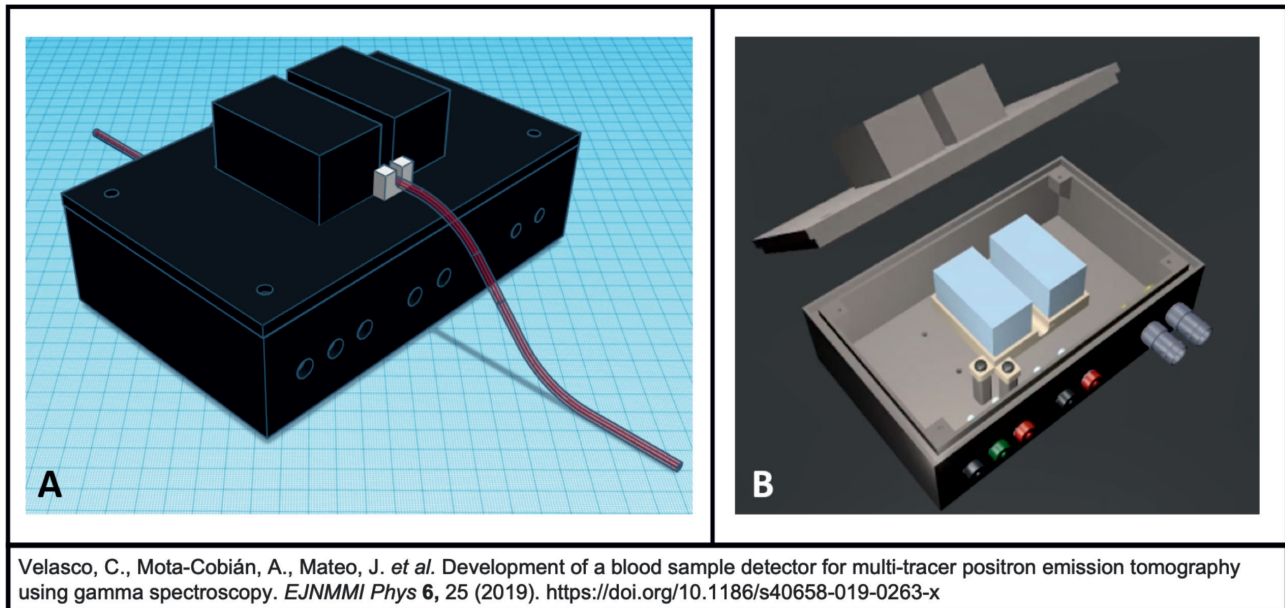 A
B
Velasco, C., Mota-Cobián, A., Mateo, J. et al. Development of a blood sample detector for multi-tracer positron emission tomography
using gamma spectroscopy. EJNMMI Phys 6, 25 (2019). https://doi.org/10.1186/s40658-019-0263-x